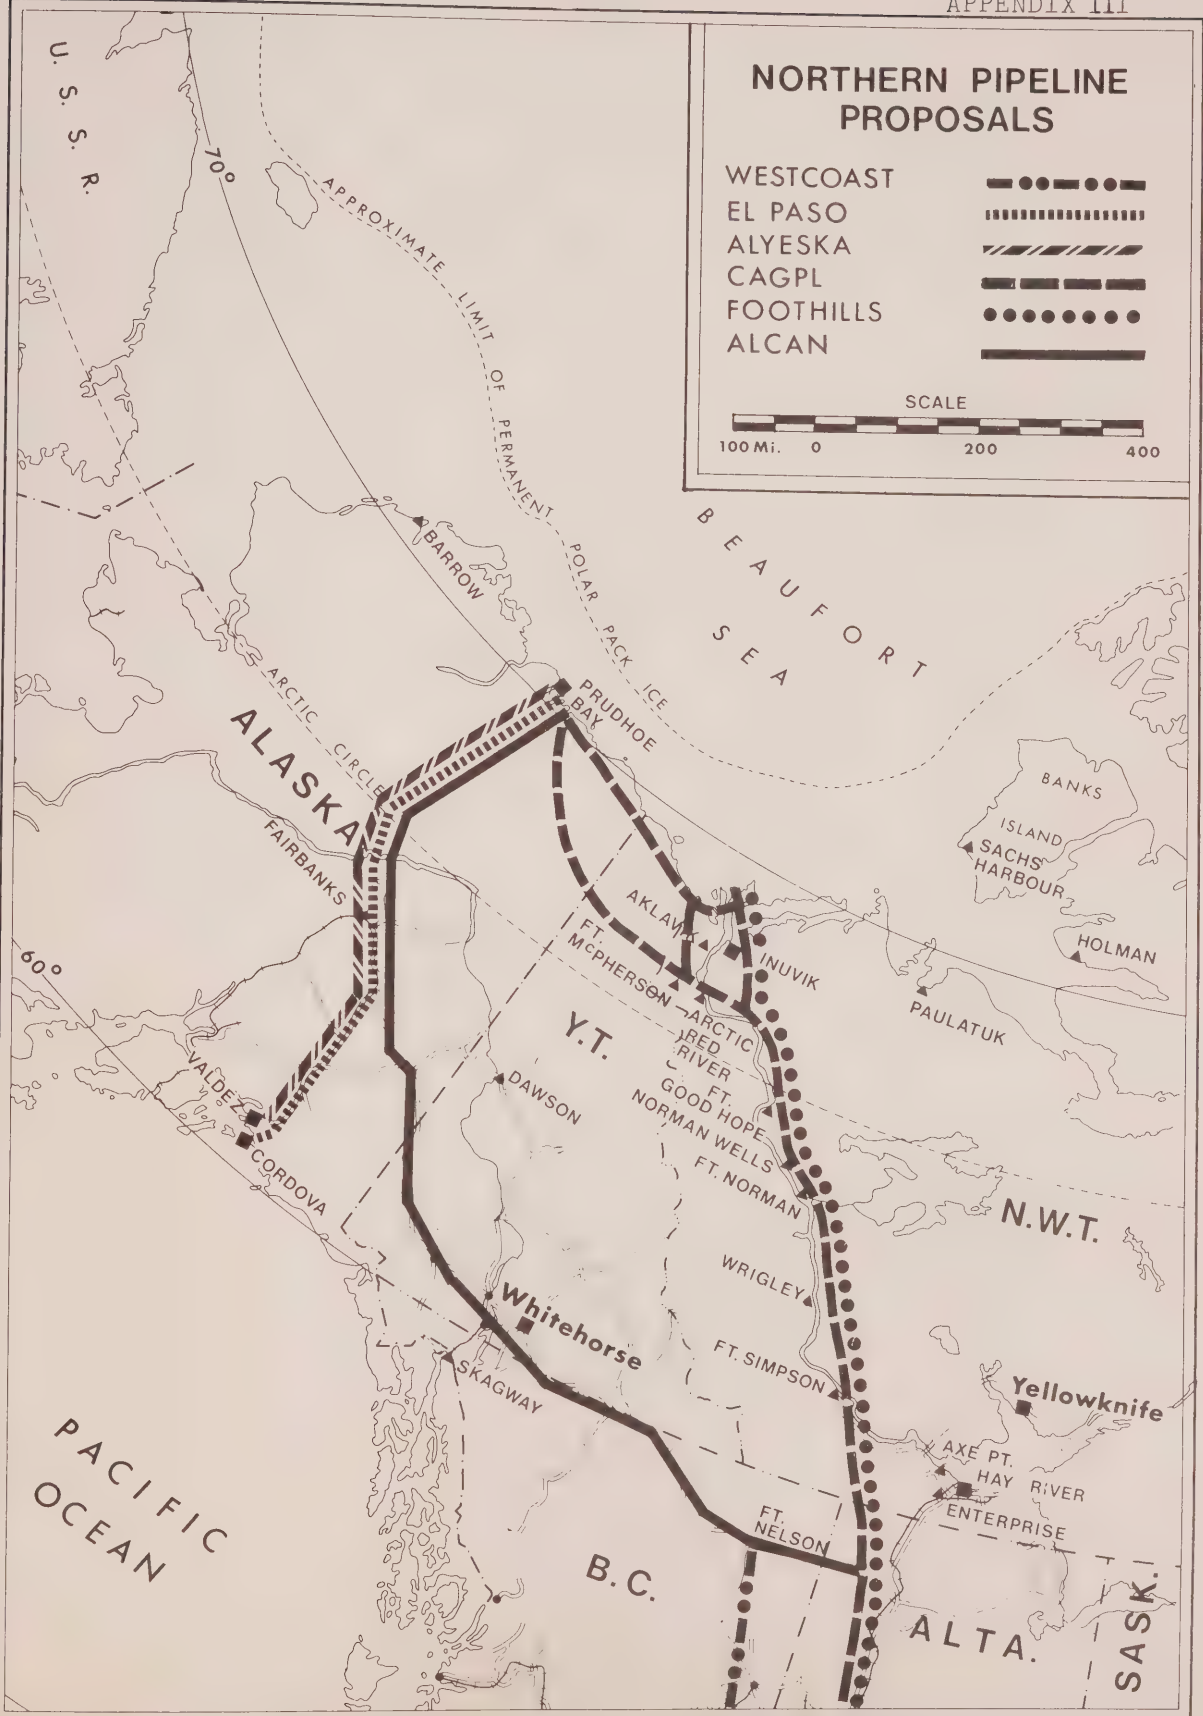 APPENDIX III
NORTHERN PIPELINE
PROPOSALS
WESTCOAST
EL PASO
ALYESKA
CAGPL
FOOTHILLS
ALCAN
SCALE
100 Mi. 0 200 400
U. S. S. R.
70°
APPROXIMATE LIMIT OF PERMANENT POLAR PACK ICE
BEAUFORT
SEA
BARROW
ARCTIC CIRCLE
PRUDHOE
BAY
ALASKA
FAIRBANKS
BANKS
ISLAND
SACHS
HARBOUR
HOLMAN
AKLAVIK
INUVIK
FT.
McPHERSON
PAULATUK
60°
ARCTIC
RED
RIVER
Y.T.
DAWSON
FT.
GOOD HOPE
NORMAN WELLS
FT. NORMAN
VALDEZ
CORDOVA
N.W.T.
WRIGLEY
Whitehorse
SKAGWAY
FT. SIMPSON
Yellowknife
AXE PT.
HAY RIVER
ENTERPRISE
PACIFIC
OCEAN
FT.
NELSON
B.C.
ALTA.
SASK.